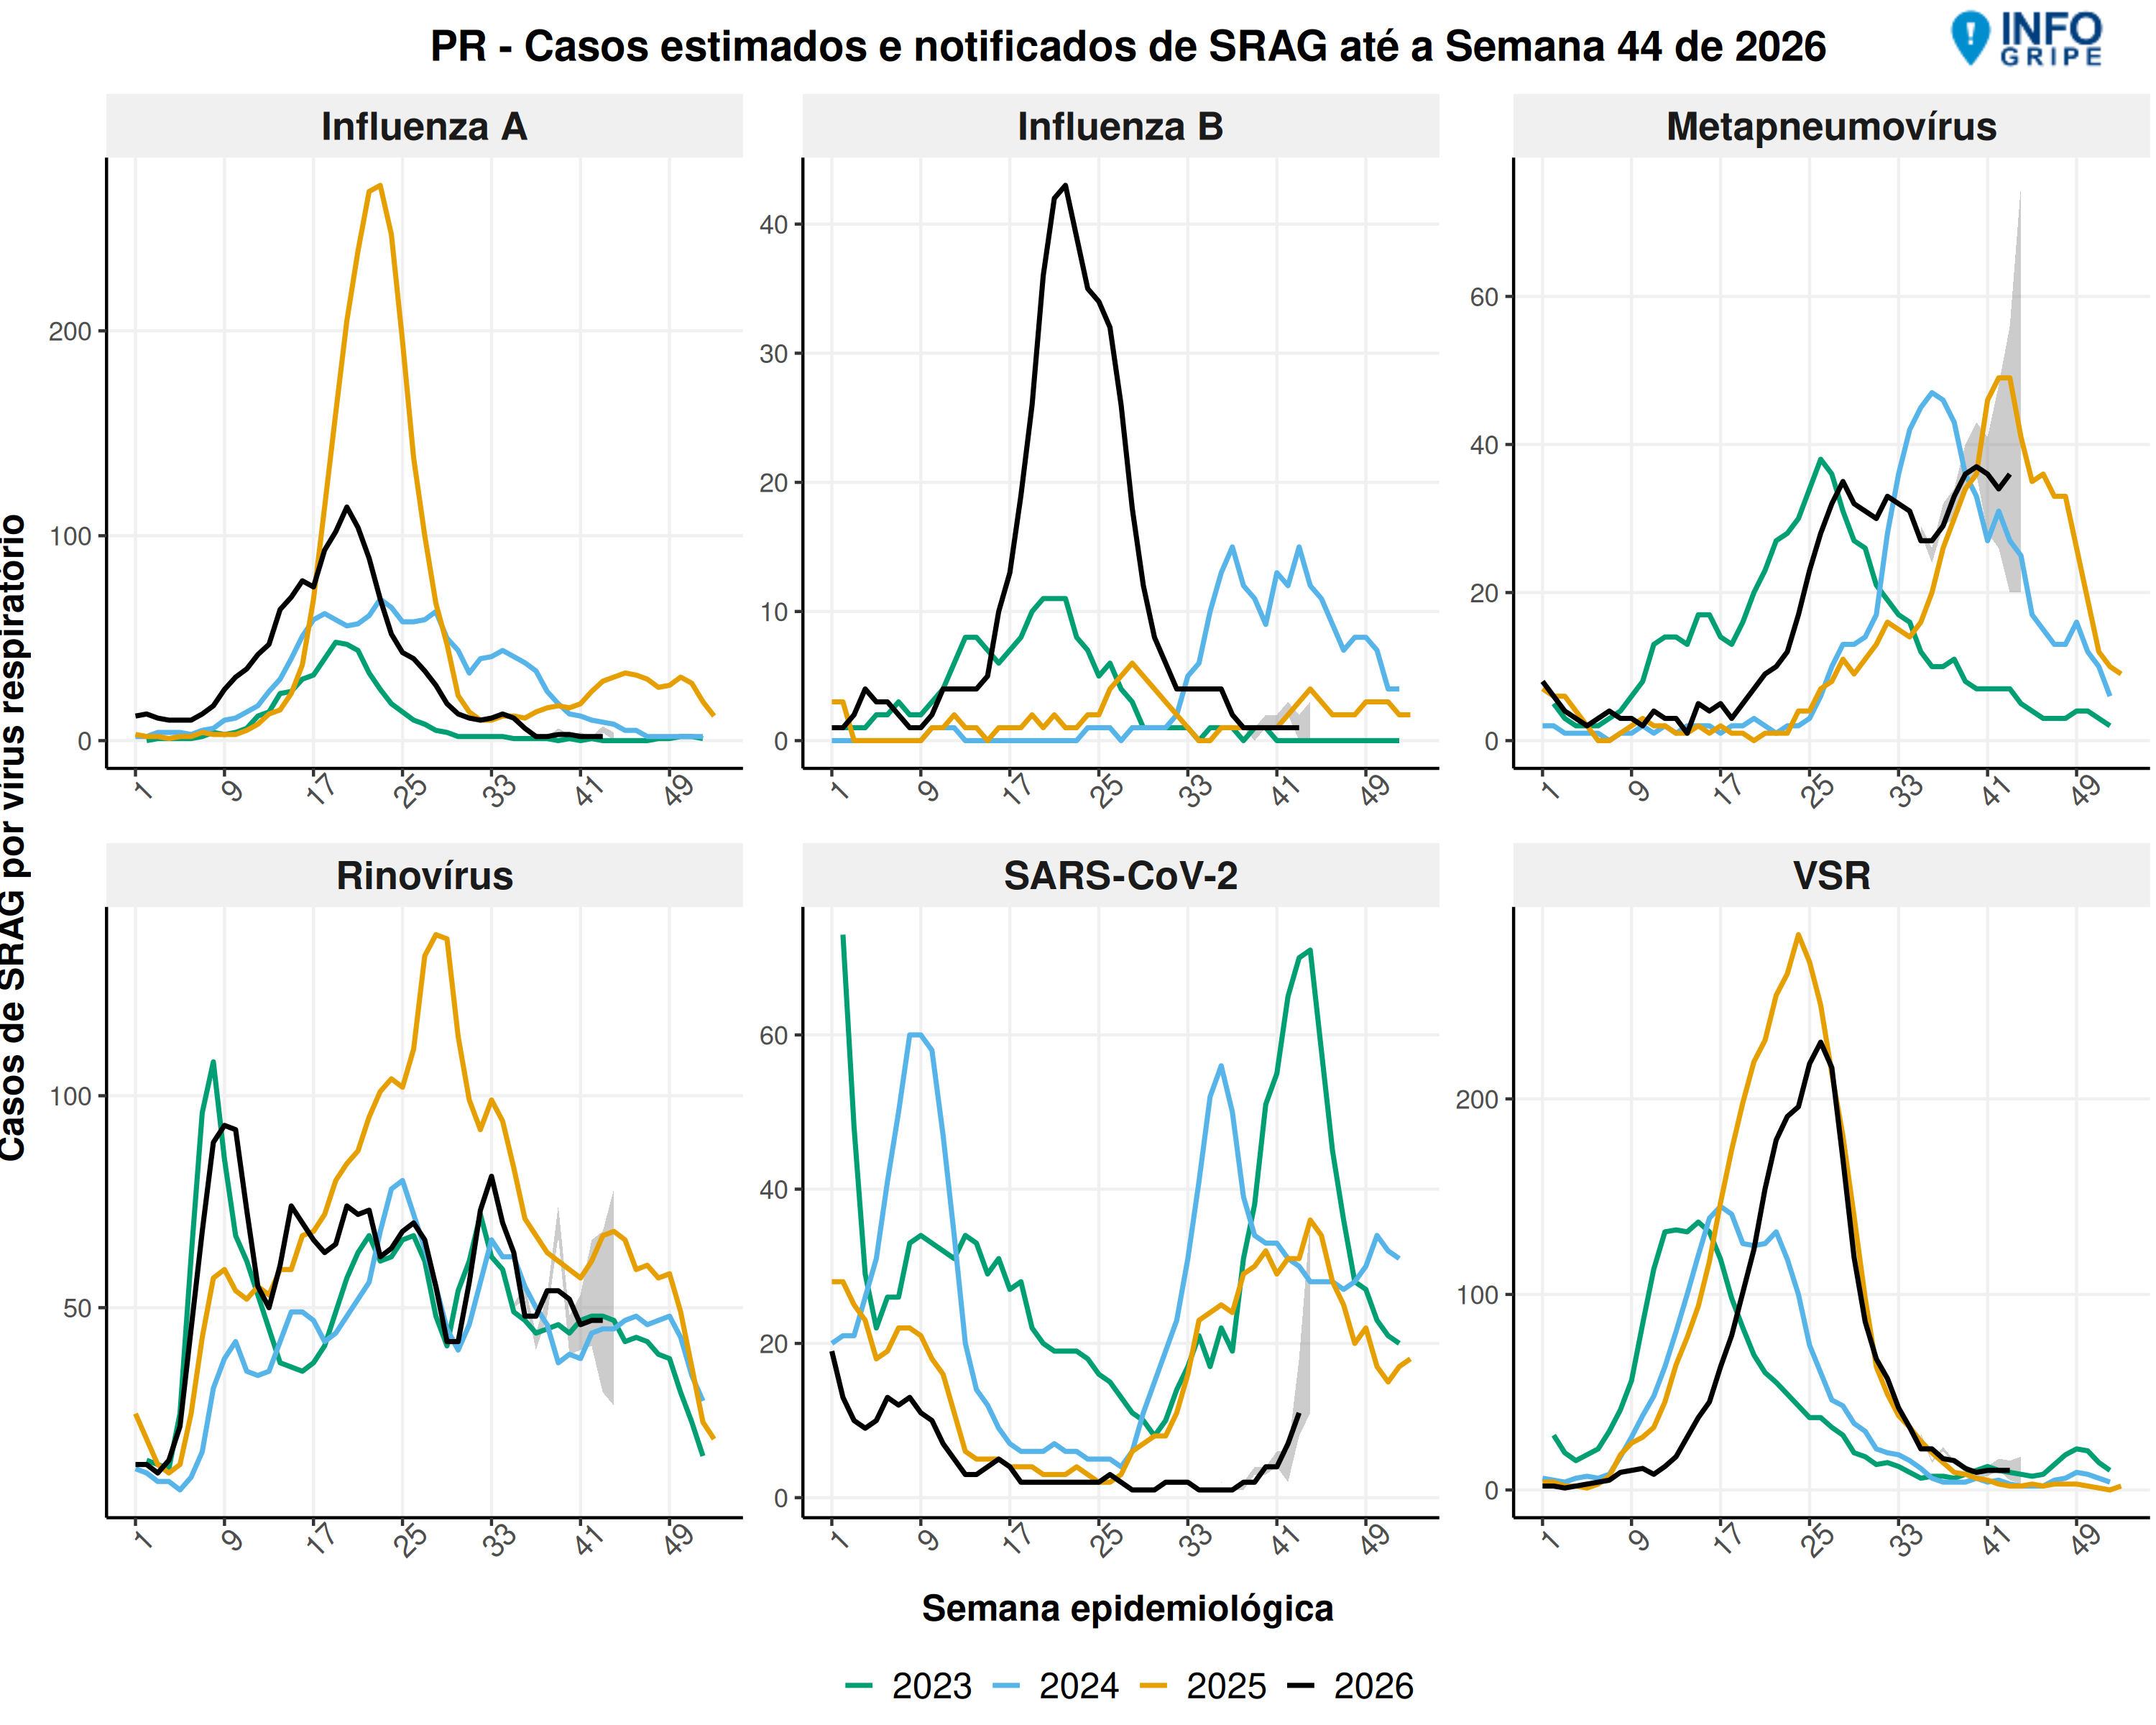 PR - Casos estimados e notificados de SRAG até a Semana 44 de 2026
INFO
GRIPE
Casos de SRAG por vírus respiratório
Influenza A
200
100
0
1 9 17 25 33 41 49
Influenza B
40
30
20
10
0
1 9 17 25 33 41 49
Metapneumovírus
60
40
20
0
1 9 17 25 33 41 49
Rinovírus
100
50
1 9 17 25 33 41 49
SARS-CoV-2
60
40
20
0
1 9 17 25 33 41 49
VSR
200
100
0
1 9 17 25 33 41 49
Semana epidemiológica
2023 2024 2025 2026